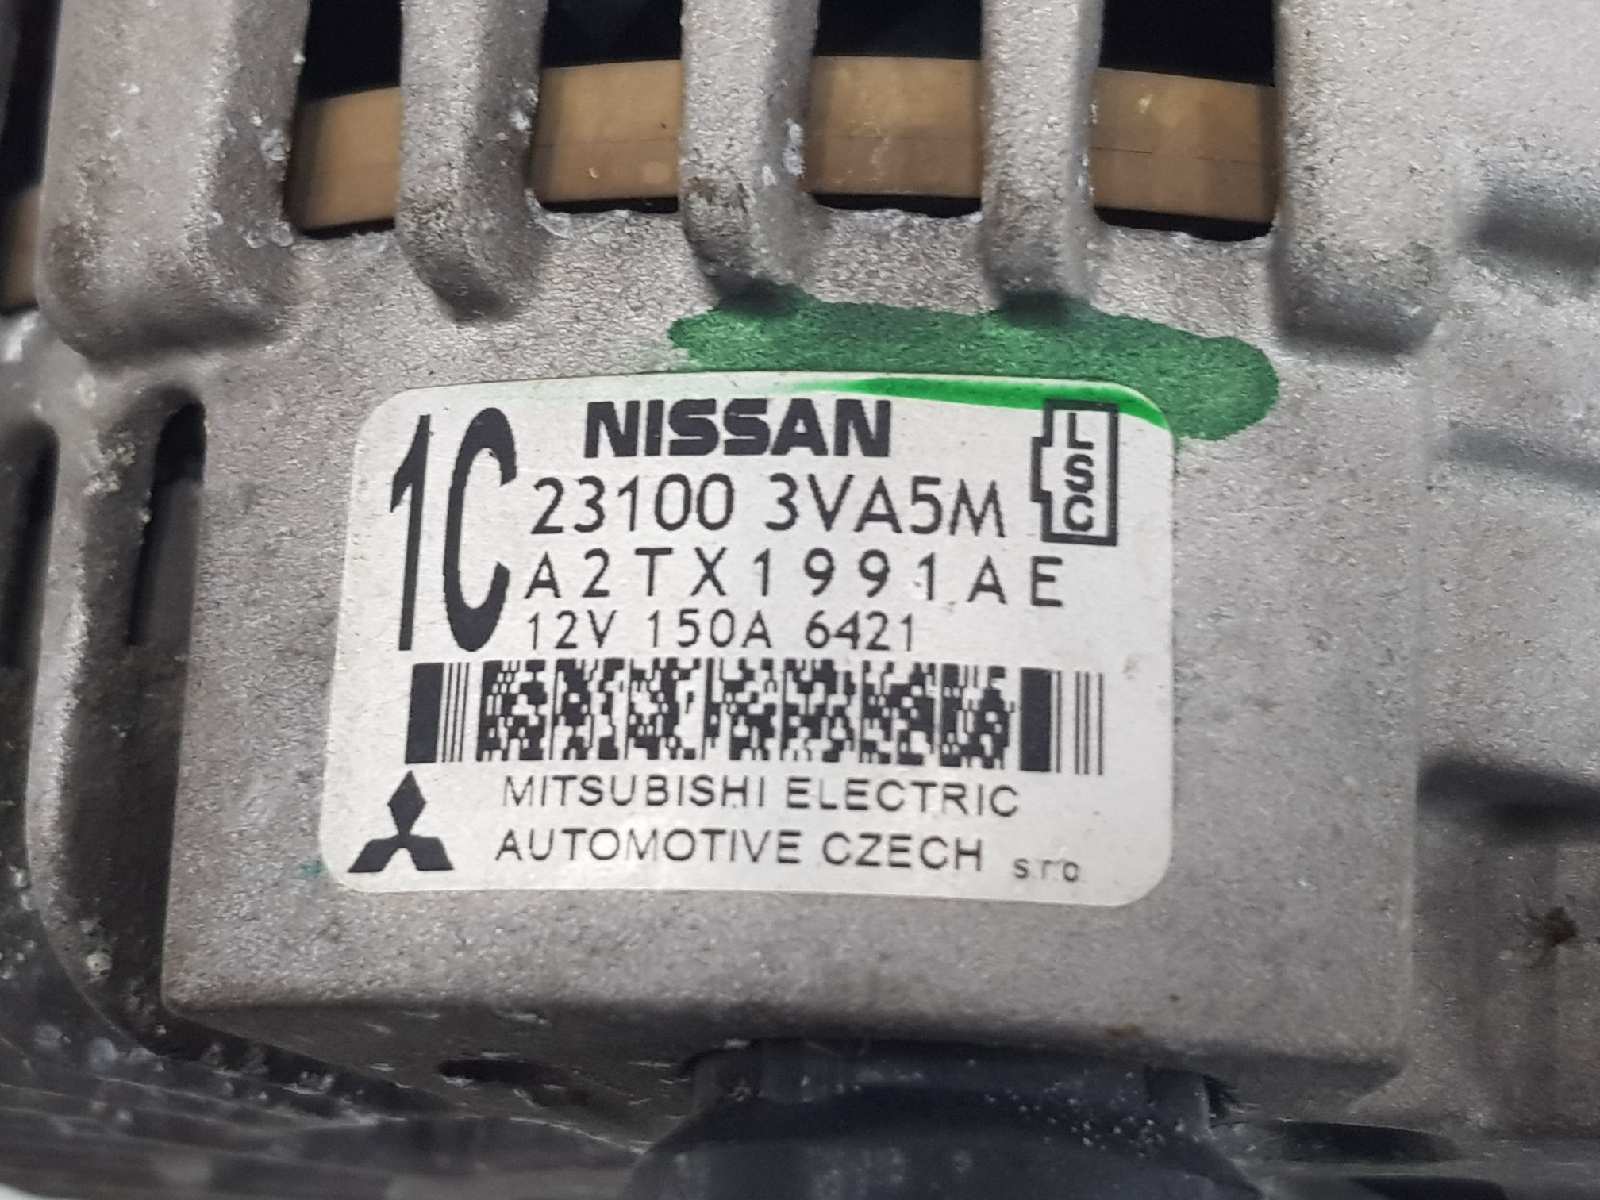 1C NISSAN
23100 3VA5M
LSC
A2TX1991AE
12V 150A 6421
MITSUBISHI ELECTRIC
AUTOMOTIVE CZECH s.r.o